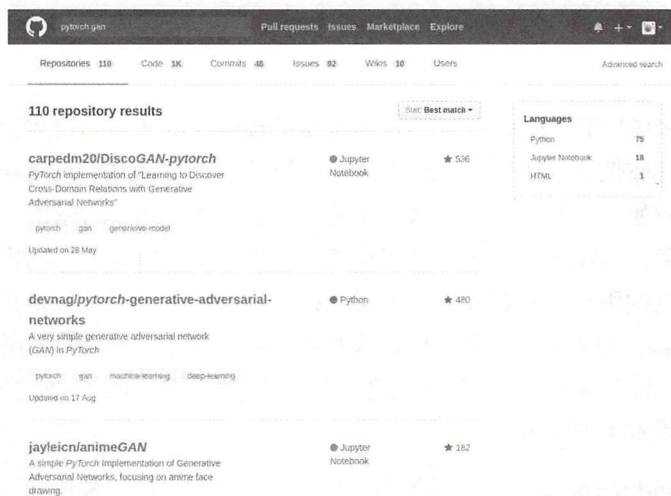 pytorch gan
Pull requests Issues Marketplace Explore
Repositories 110 Code 1K Commits 46 Issues 92 Wikis 10 Users
Advanced search
110 repository results
Sort: Best match
carpedm20/DiscoGAN-pytorch
PyTorch implementation of "Learning to Discover
Cross-Domain Relations with Generative
Adversarial Networks"
pytorch gan generative-model
Updated on 28 May
Jupyter
Notebook
536
devnag/pytorch-generative-adversarial-
networks
A very simple generative adversarial network
(GAN) in PyTorch
pytorch gan machine-learning deep-learning
Updated on 17 Aug
Python
480
jayleicn/animeGAN
A simple PyTorch Implementation of Generative
Adversarial Networks, focusing on anime face
drawing.
Jupyter
Notebook
182
Languages
Python 75
Jupyter Notebook 18
HTML 1